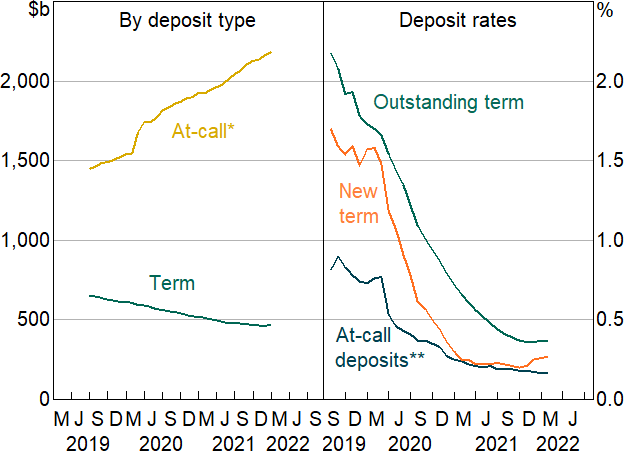 $b By deposit type Deposit rates %
2,000 2.0
Outstanding term
At-call*
1,500 1.5
New
term
1,000 1.0
Term
500 0.5
At-call
deposits**
0 0.0
M J S D M J S D M J S D M J S S D M J S D M J S D M J
2019 2020 2021 2022 2019 2020 2021 2022